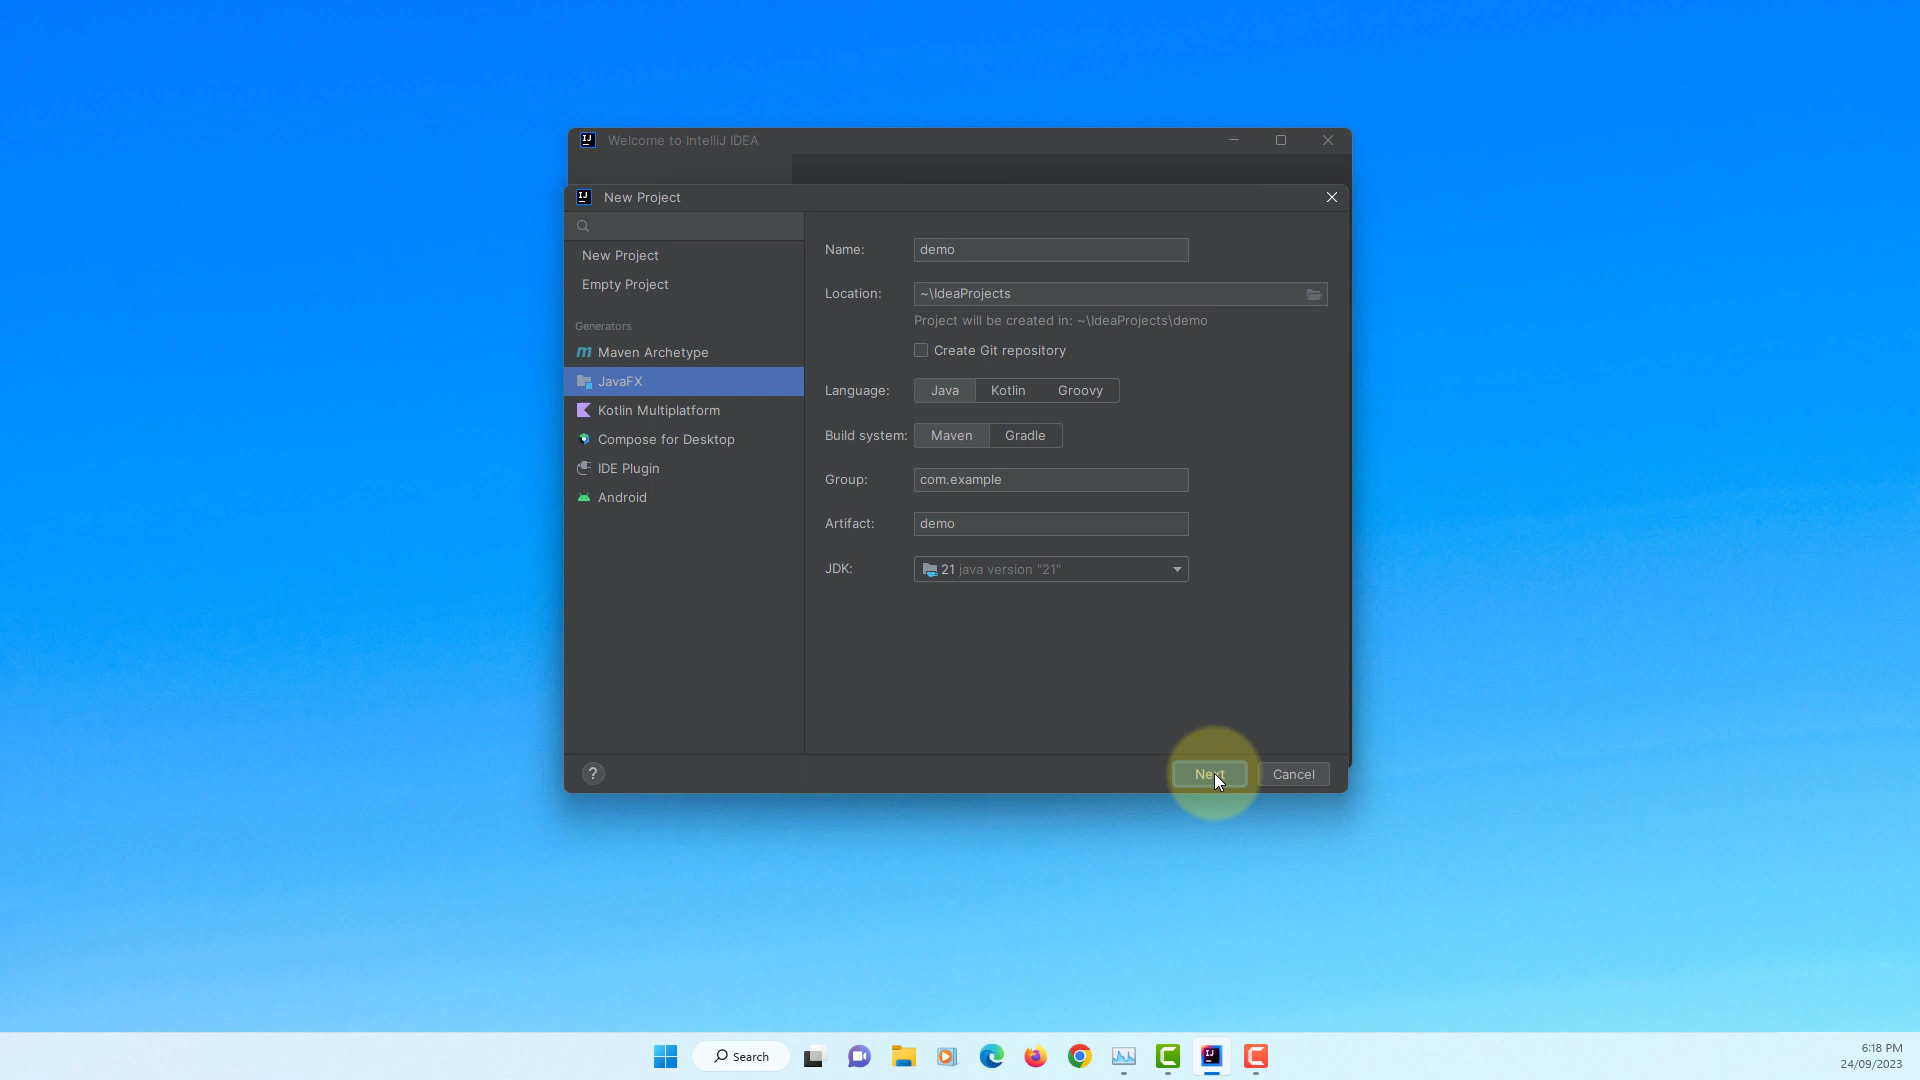 Welcome to IntelliJ IDEA
New Project
New Project
Empty Project
Generators
Maven Archetype
JavaFX
Kotlin Multiplatform
Compose for Desktop
IDE Plugin
Android
Name: demo
Location: ~\IdeaProjects
Project will be created in: ~\IdeaProjects\demo
Create Git repository
Language: Java Kotlin Groovy
Build system: Maven Gradle
Group: com.example
Artifact: demo
JDK: 21 java version "21"
? Next Cancel
Search
6:18 PM
24/09/2023